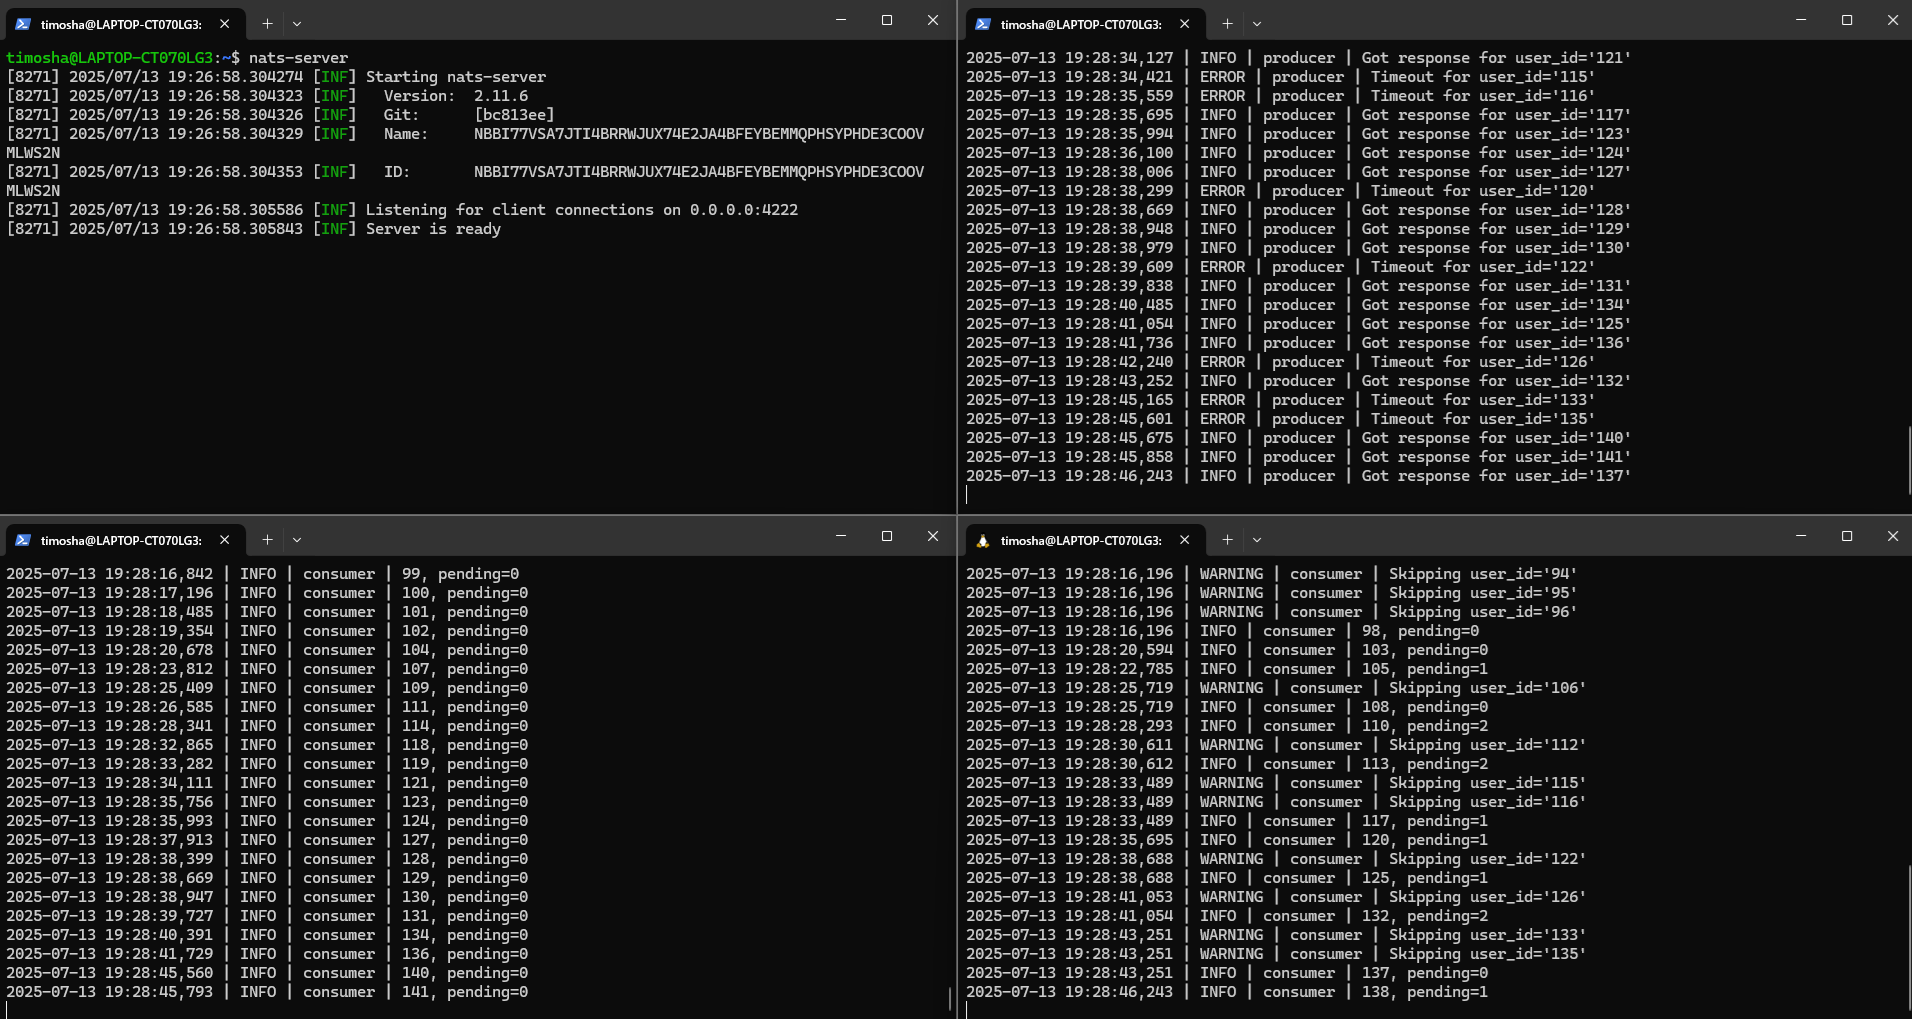 timosha@LAPTOP-CT070LG3:
timosha@LAPTOP-CT070LG3:~$ nats-server
[8271] 2025/07/13 19:26:58.304274 [INF] Starting nats-server
[8271] 2025/07/13 19:26:58.304323 [INF]   Version:  2.11.6
[8271] 2025/07/13 19:26:58.304326 [INF]   Git:      [bc813ee]
[8271] 2025/07/13 19:26:58.304329 [INF]   Name:     NBBI77VSA7JTI4BRRWJUX74E2JA4BFEYBEMMQPHSYPHDE3COOV
MLWS2N
[8271] 2025/07/13 19:26:58.304353 [INF]   ID:       NBBI77VSA7JTI4BRRWJUX74E2JA4BFEYBEMMQPHSYPHDE3COOV
MLWS2N
[8271] 2025/07/13 19:26:58.305586 [INF] Listening for client connections on 0.0.0.0:4222
[8271] 2025/07/13 19:26:58.305843 [INF] Server is ready
timosha@LAPTOP-CT070LG3:
2025-07-13 19:28:34,127 | INFO | producer | Got response for user_id='121'
2025-07-13 19:28:34,421 | ERROR | producer | Timeout for user_id='115'
2025-07-13 19:28:35,559 | ERROR | producer | Timeout for user_id='116'
2025-07-13 19:28:35,695 | INFO | producer | Got response for user_id='117'
2025-07-13 19:28:35,994 | INFO | producer | Got response for user_id='123'
2025-07-13 19:28:36,100 | INFO | producer | Got response for user_id='124'
2025-07-13 19:28:38,006 | INFO | producer | Got response for user_id='127'
2025-07-13 19:28:38,299 | ERROR | producer | Timeout for user_id='120'
2025-07-13 19:28:38,669 | INFO | producer | Got response for user_id='128'
2025-07-13 19:28:38,948 | INFO | producer | Got response for user_id='129'
2025-07-13 19:28:38,979 | INFO | producer | Got response for user_id='130'
2025-07-13 19:28:39,609 | ERROR | producer | Timeout for user_id='122'
2025-07-13 19:28:39,838 | INFO | producer | Got response for user_id='131'
2025-07-13 19:28:40,485 | INFO | producer | Got response for user_id='134'
2025-07-13 19:28:41,054 | INFO | producer | Got response for user_id='125'
2025-07-13 19:28:41,736 | INFO | producer | Got response for user_id='136'
2025-07-13 19:28:42,240 | ERROR | producer | Timeout for user_id='126'
2025-07-13 19:28:43,252 | INFO | producer | Got response for user_id='132'
2025-07-13 19:28:45,165 | ERROR | producer | Timeout for user_id='133'
2025-07-13 19:28:45,601 | ERROR | producer | Timeout for user_id='135'
2025-07-13 19:28:45,675 | INFO | producer | Got response for user_id='140'
2025-07-13 19:28:45,858 | INFO | producer | Got response for user_id='141'
2025-07-13 19:28:46,243 | INFO | producer | Got response for user_id='137'
timosha@LAPTOP-CT070LG3:
2025-07-13 19:28:16,842 | INFO | consumer | 99, pending=0
2025-07-13 19:28:17,196 | INFO | consumer | 100, pending=0
2025-07-13 19:28:18,485 | INFO | consumer | 101, pending=0
2025-07-13 19:28:19,354 | INFO | consumer | 102, pending=0
2025-07-13 19:28:20,678 | INFO | consumer | 104, pending=0
2025-07-13 19:28:23,812 | INFO | consumer | 107, pending=0
2025-07-13 19:28:25,409 | INFO | consumer | 109, pending=0
2025-07-13 19:28:26,585 | INFO | consumer | 111, pending=0
2025-07-13 19:28:28,341 | INFO | consumer | 114, pending=0
2025-07-13 19:28:32,865 | INFO | consumer | 118, pending=0
2025-07-13 19:28:33,282 | INFO | consumer | 119, pending=0
2025-07-13 19:28:34,111 | INFO | consumer | 121, pending=0
2025-07-13 19:28:35,756 | INFO | consumer | 123, pending=0
2025-07-13 19:28:35,993 | INFO | consumer | 124, pending=0
2025-07-13 19:28:37,913 | INFO | consumer | 127, pending=0
2025-07-13 19:28:38,399 | INFO | consumer | 128, pending=0
2025-07-13 19:28:38,669 | INFO | consumer | 129, pending=0
2025-07-13 19:28:38,947 | INFO | consumer | 130, pending=0
2025-07-13 19:28:39,727 | INFO | consumer | 131, pending=0
2025-07-13 19:28:40,391 | INFO | consumer | 134, pending=0
2025-07-13 19:28:41,729 | INFO | consumer | 136, pending=0
2025-07-13 19:28:45,560 | INFO | consumer | 140, pending=0
2025-07-13 19:28:45,793 | INFO | consumer | 141, pending=0
timosha@LAPTOP-CT070LG3:
2025-07-13 19:28:16,196 | WARNING | consumer | Skipping user_id='94'
2025-07-13 19:28:16,196 | WARNING | consumer | Skipping user_id='95'
2025-07-13 19:28:16,196 | WARNING | consumer | Skipping user_id='96'
2025-07-13 19:28:16,196 | INFO | consumer | 98, pending=0
2025-07-13 19:28:20,594 | INFO | consumer | 103, pending=0
2025-07-13 19:28:22,785 | INFO | consumer | 105, pending=1
2025-07-13 19:28:25,719 | WARNING | consumer | Skipping user_id='106'
2025-07-13 19:28:25,719 | INFO | consumer | 108, pending=0
2025-07-13 19:28:28,293 | INFO | consumer | 110, pending=2
2025-07-13 19:28:30,611 | WARNING | consumer | Skipping user_id='112'
2025-07-13 19:28:30,612 | INFO | consumer | 113, pending=2
2025-07-13 19:28:33,489 | WARNING | consumer | Skipping user_id='115'
2025-07-13 19:28:33,489 | WARNING | consumer | Skipping user_id='116'
2025-07-13 19:28:33,489 | INFO | consumer | 117, pending=1
2025-07-13 19:28:35,695 | INFO | consumer | 120, pending=1
2025-07-13 19:28:38,688 | WARNING | consumer | Skipping user_id='122'
2025-07-13 19:28:38,688 | INFO | consumer | 125, pending=1
2025-07-13 19:28:41,053 | WARNING | consumer | Skipping user_id='126'
2025-07-13 19:28:41,054 | INFO | consumer | 132, pending=2
2025-07-13 19:28:43,251 | WARNING | consumer | Skipping user_id='133'
2025-07-13 19:28:43,251 | WARNING | consumer | Skipping user_id='135'
2025-07-13 19:28:43,251 | INFO | consumer | 137, pending=0
2025-07-13 19:28:46,243 | INFO | consumer | 138, pending=1